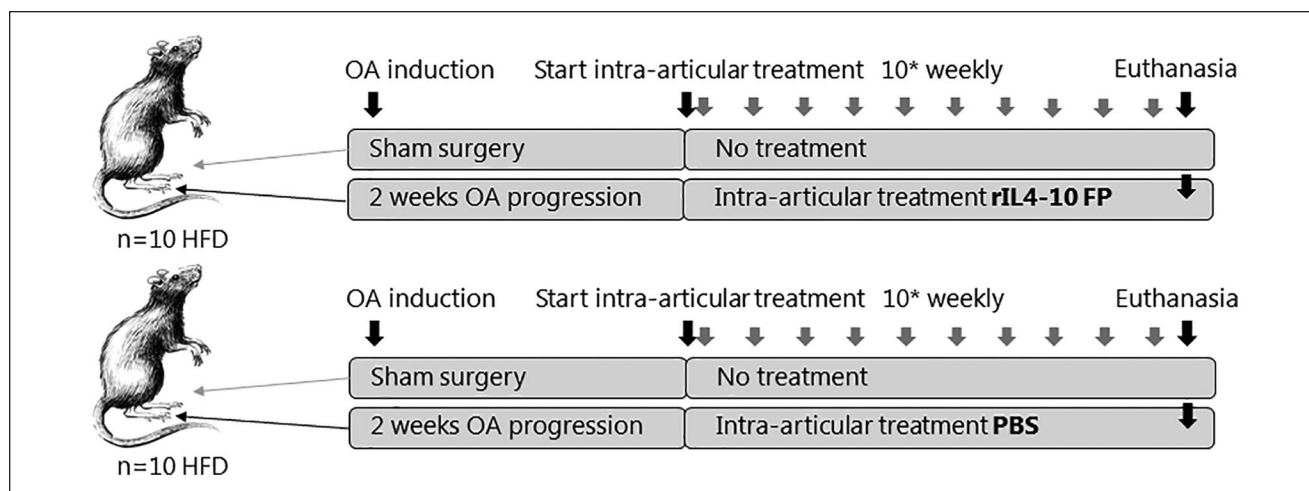 OA induction Start intra-articular treatment 10* weekly Euthanasia
Sham surgery No treatment
2 weeks OA progression Intra-articular treatment rIL4-10 FP
n=10 HFD
OA induction Start intra-articular treatment 10* weekly Euthanasia
Sham surgery No treatment
2 weeks OA progression Intra-articular treatment PBS
n=10 HFD